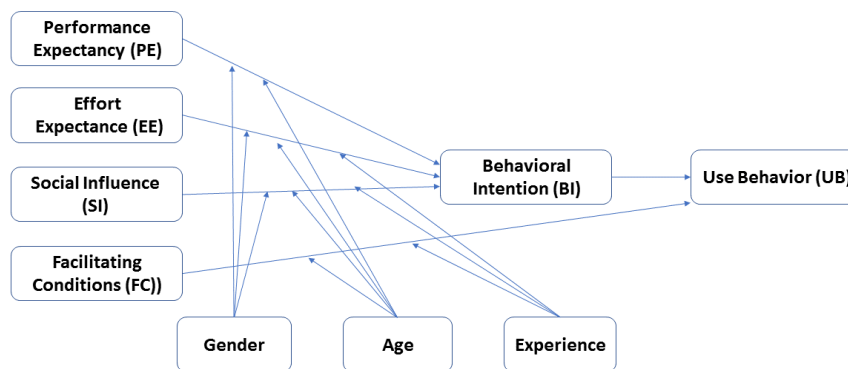 Performance
Expectancy (PE)
Effort
Expectance (EE)
Social Influence
(SI)
Facilitating
Conditions (FC))
Behavioral
Intention (BI)
Use Behavior (UB)
Gender
Age
Experience